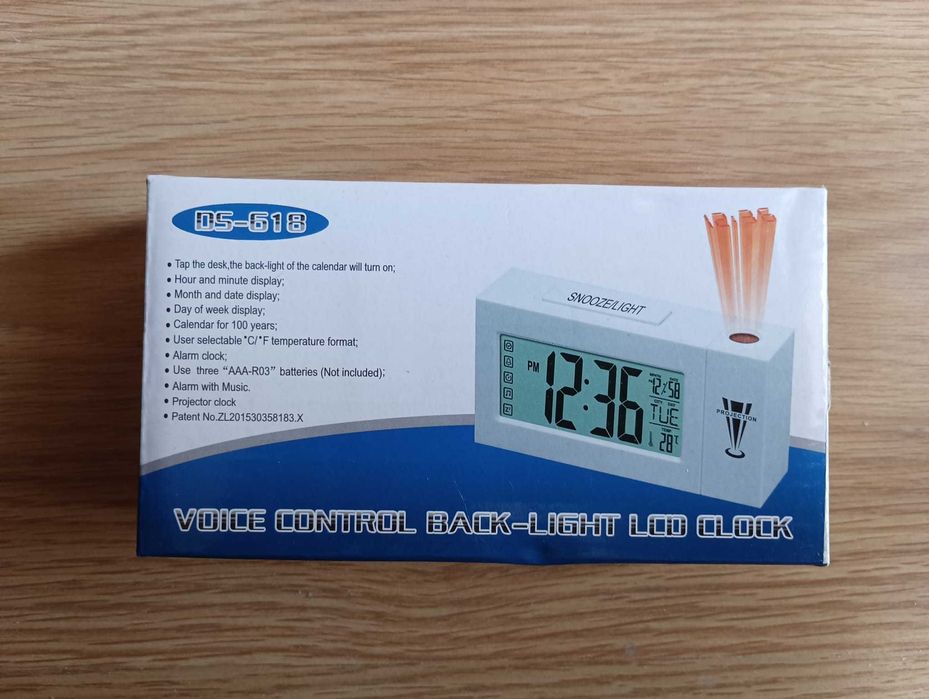 DS-618
• Tap the desk,the back-light of the calendar will turn on;
• Hour and minute display;
• Month and date display;
• Day of week display;
• Calendar for 100 years;
• User selectable °C/°F temperature format;
• Alarm clock;
• Use three “AAA-R03” batteries (Not included);
• Alarm with Music.
• Projector clock
• Patent No.ZL201530358183.X
SNOOZE/LIGHT
PM 12:36
12/58
TUE
TEMP
28°C
PROJECTION
VOICE CONTROL BACK-LIGHT LCD CLOCK